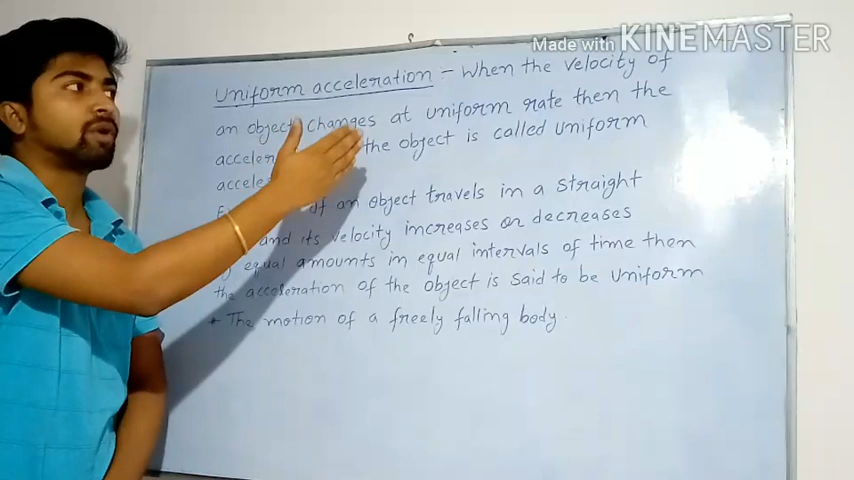 Made with KINEMASTER
Uniform acceleration - When the velocity of
an object changes at uniform rate then the
the object is called uniform
if an object travels in a straight
and its velocity increases or decreases
equal amounts in equal intervals of time then
the acceleration of the object is said to be uniform
The motion of a freely falling body.